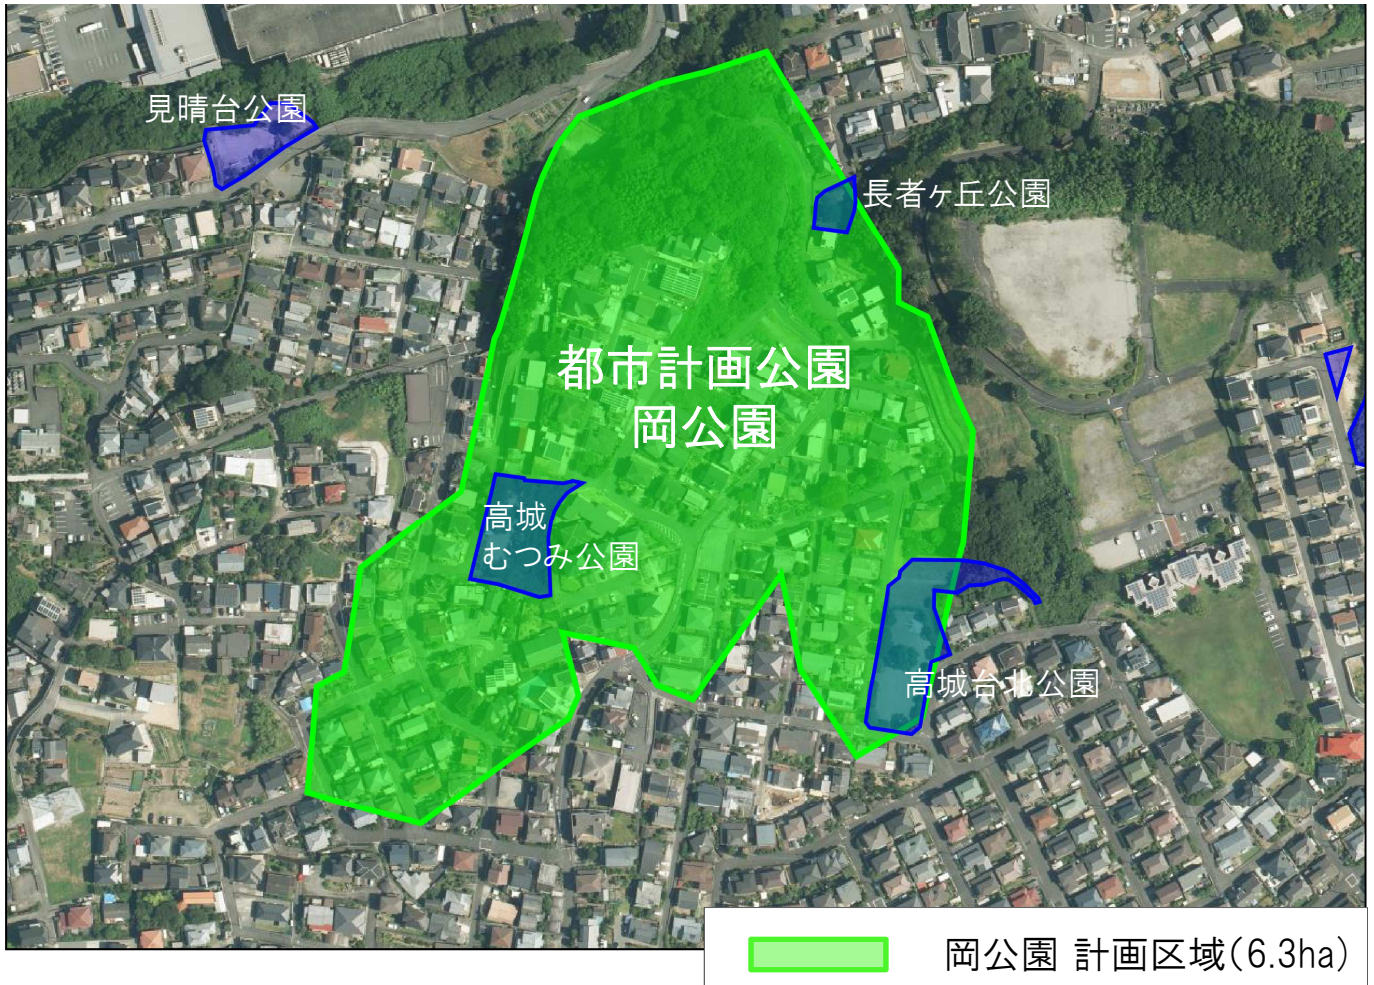 見晴台公園
長者ヶ丘公園
都市計画公園
岡公園
高城
むつみ公園
高城台北公園
岡公園 計画区域(6.3ha)